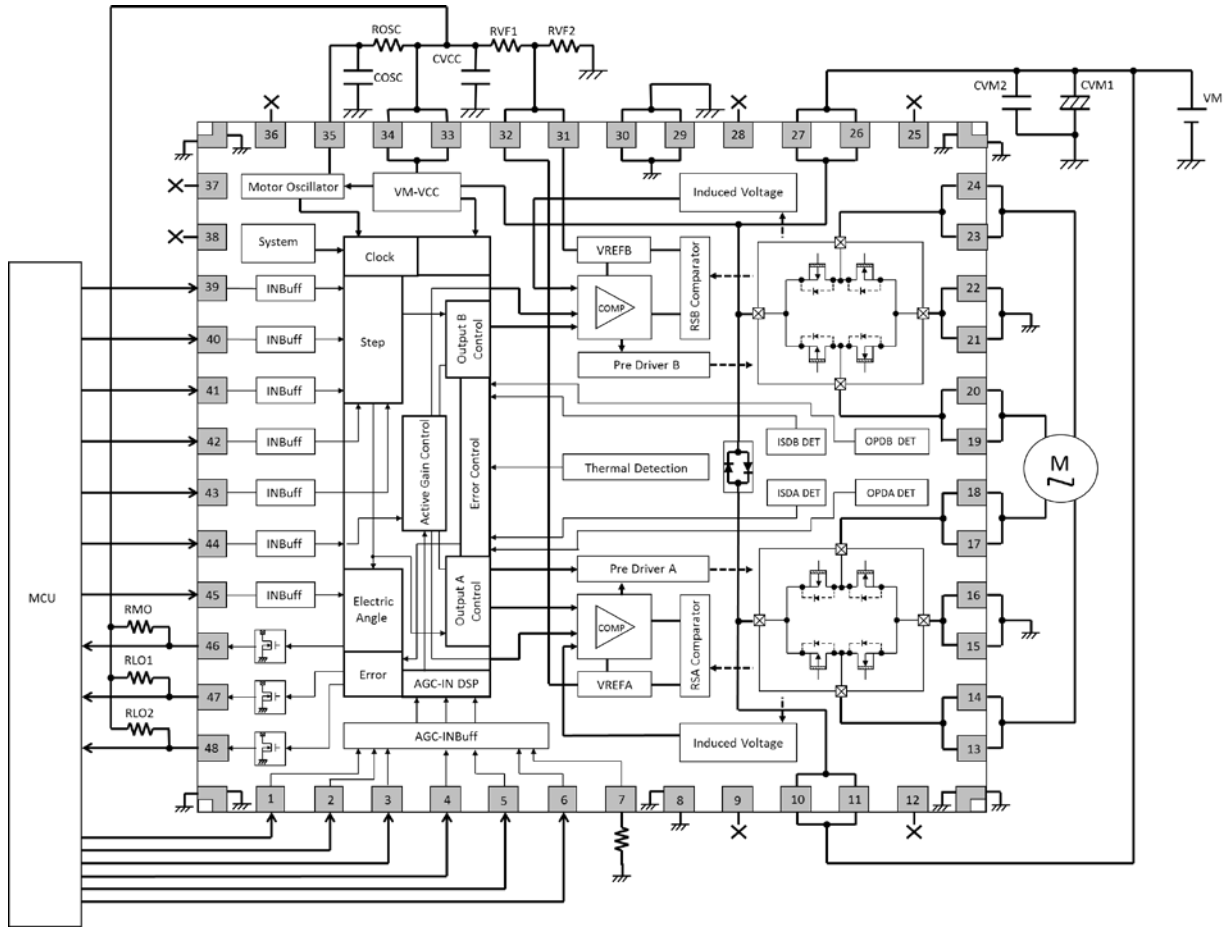 ROSC
RVF1
RVF2
COSC
CVCC
CVM2
CVM1
VM
36
35
34
33
32
31
30
29
28
27
26
25
37
Motor Oscillator
VM-VCC
Induced Voltage
24
38
System
Clock
VREFB
RSB Comparator
23
39
INBuff
COMP
22
40
INBuff
Step
Output B Control
21
41
INBuff
Pre Driver B
20
42
INBuff
Active Gain Control
Error Control
ISDB DET
OPDB DET
19
Thermal Detection
M
43
INBuff
ISDA DET
OPDA DET
18
44
INBuff
17
MCU
45
INBuff
Electric Angle
Output A Control
Pre Driver A
16
RMO
46
COMP
RSA Comparator
15
RLO1
47
Error
AGC-IN DSP
VREFA
14
RLO2
48
AGC-INBuff
Induced Voltage
13
1
2
3
4
5
6
7
8
9
10
11
12